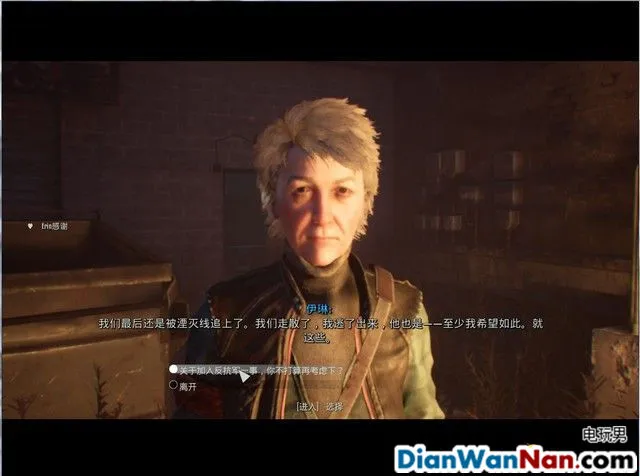 Erin感谢
伊琳:
我们最后还是被湮灭线追上了。我们走散了，我逃了出来，他也是——至少我希望如此。就
这些。
关于加入反抗军一事，你不打算再考虑下？
离开
[进入] 选择
电玩男
DianWanNan.com